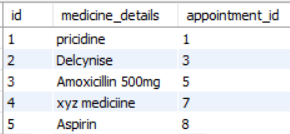 id medicine_details appointment_id
1 pricidine 1
2 Delcynise 3
3 Amoxicillin 500mg 5
4 xyz mediciine 7
5 Aspirin 8